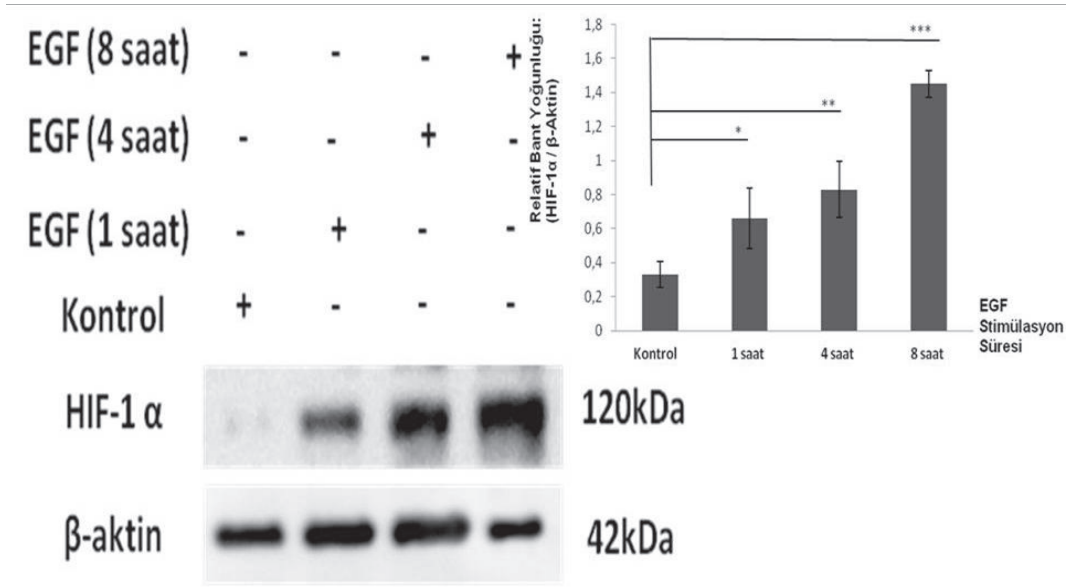 EGF (8 saat) - - - +
EGF (4 saat) - - + -
EGF (1 saat) - + - -
Kontrol + - - -
HIF-1 α 120kDa
β-aktin 42kDa
Relatif Bant Yoğunluğu:
(HIF-1α / β-Aktin)
1,8
1,6
1,4
1,2
1
0,8
0,6
0,4
0,2
0
***
**
*
Kontrol 1 saat 4 saat 8 saat
EGF
Stimülasyon
Süresi